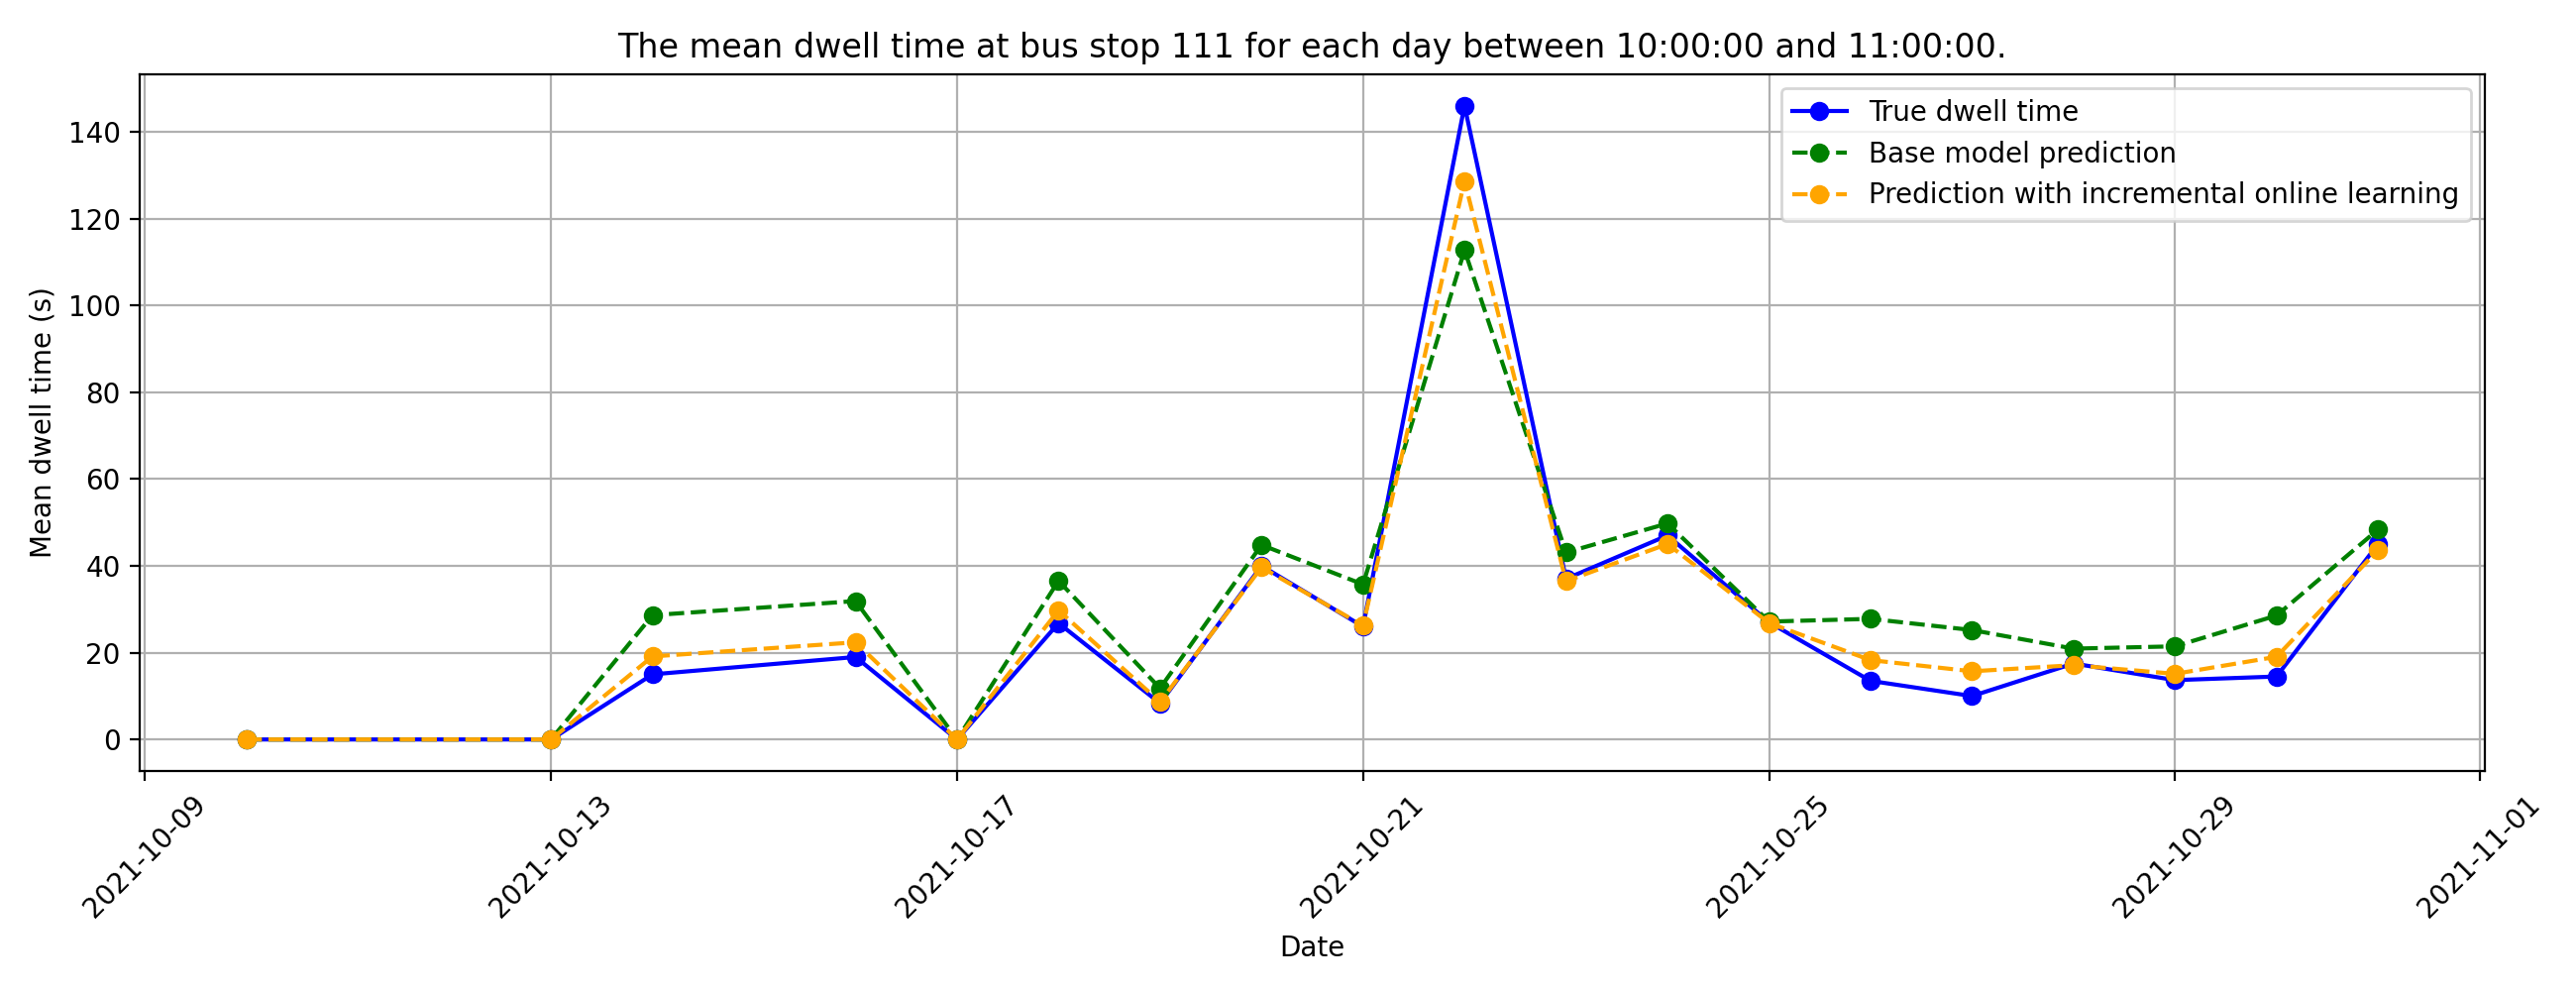 The mean dwell time at bus stop 111 for each day between 10:00:00 and 11:00:00.
True dwell time
Base model prediction
Prediction with incremental online learning
Mean dwell time (s)
140
120
100
80
60
40
20
0
2021-10-09
2021-10-13
2021-10-17
2021-10-21
2021-10-25
2021-10-29
2021-11-01
Date